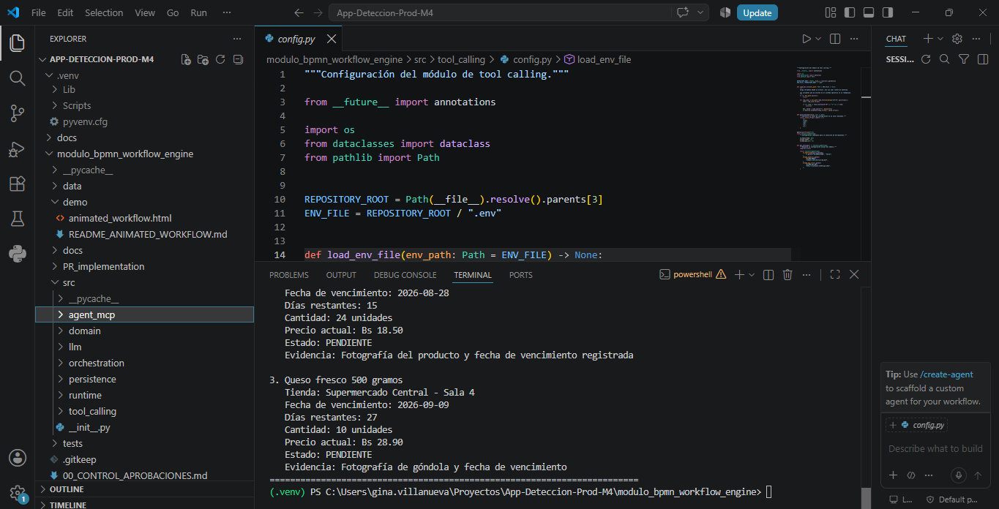 File Edit Selection View Go Run ··· App-Deteccion-Prod-M4 Update
EXPLORER ···
APP-DETECCION-PROD-M4
.venv
Lib
Scripts
pyvenv.cfg
docs
modulo_bpmn_workflow_engine
__pycache__
data
demo
animated_workflow.html
README_ANIMATED_WORKFLOW.md
docs
PR_implementation
src
__pycache__
agent_mcp
domain
llm
orchestration
persistence
runtime
tool_calling
__init__.py
tests
.gitkeep
00_CONTROL_APROBACIONES.md
OUTLINE
TIMELINE
1
config.py
modulo_bpmn_workflow_engine > src > tool_calling > config.py > load_env_file
1 """Configuración del módulo de tool calling."""
2
3 from __future__ import annotations
4
5 import os
6 from dataclasses import dataclass
7 from pathlib import Path
8
9
10 REPOSITORY_ROOT = Path(__file__).resolve().parents[3]
11 ENV_FILE = REPOSITORY_ROOT / ".env"
12
13
14 def load_env_file(env_path: Path = ENV_FILE) -> None:
PROBLEMS OUTPUT DEBUG CONSOLE TERMINAL PORTS powershell ···
Fecha de vencimiento: 2026-08-28
Días restantes: 15
Cantidad: 24 unidades
Precio actual: Bs 18.50
Estado: PENDIENTE
Evidencia: Fotografía del producto y fecha de vencimiento registrada
3. Queso fresco 500 gramos
Tienda: Supermercado Central - Sala 4
Fecha de vencimiento: 2026-09-09
Días restantes: 27
Cantidad: 10 unidades
Precio actual: Bs 28.90
Estado: PENDIENTE
Evidencia: Fotografía de góndola y fecha de vencimiento
========================================================================
(.venv) PS C:\Users\gina.villanueva\Proyectos\App-Deteccion-Prod-M4\modulo_bpmn_workflow_engine>
CHAT ···
SESSI...
Tip: Use /create-agent
to scaffold a custom
agent for your workflow.
config.py
Describe what to build
···
L... Default p...